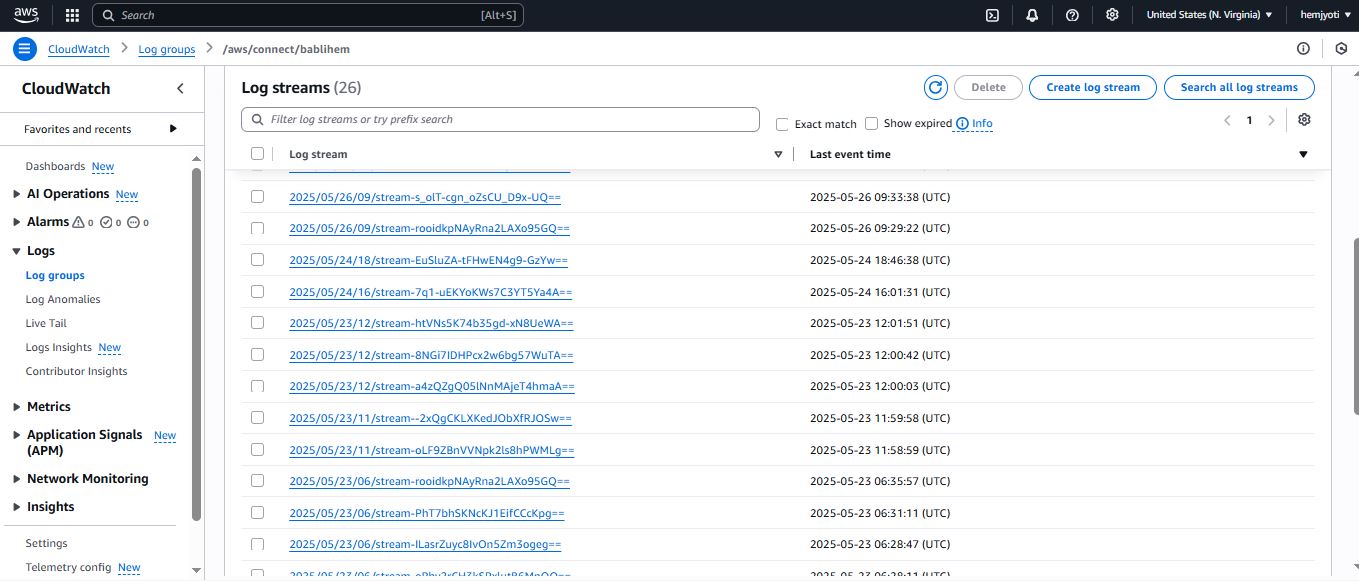 aws Search [Alt+S] United States (N. Virginia) hemjyoti
CloudWatch Log groups /aws/connect/bablihem
CloudWatch
Favorites and recents
Dashboards New
AI Operations New
Alarms 0 0 0
Logs
Log groups
Log Anomalies
Live Tail
Logs Insights New
Contributor Insights
Metrics
Application Signals New
(APM)
Network Monitoring
Insights
Settings
Telemetry config New
Log streams (26) Delete Create log stream Search all log streams
Filter log streams or try prefix search Exact match Show expired Info 1
Log stream Last event time
2025/05/26/09/stream-s_olT-cgn_oZsCU_D9x-UQ== 2025-05-26 09:33:38 (UTC)
2025/05/26/09/stream-rooidkpNAyRna2LAXo95GQ== 2025-05-26 09:29:22 (UTC)
2025/05/24/18/stream-EuSluZA-tFHwEN4g9-GzYw== 2025-05-24 18:46:38 (UTC)
2025/05/24/16/stream-7q1-uEKYoKWs7C3YT5Ya4A== 2025-05-24 16:01:31 (UTC)
2025/05/23/12/stream-htVNs5K74b35gd-xN8UeWA== 2025-05-23 12:01:51 (UTC)
2025/05/23/12/stream-8NGi7IDHPcx2w6bg57WuTA== 2025-05-23 12:00:42 (UTC)
2025/05/23/12/stream-a4zQZgQ05lNnMAjeT4hmaA== 2025-05-23 12:00:03 (UTC)
2025/05/23/11/stream--2xQgCKLXKedJObXfRJOSw== 2025-05-23 11:59:58 (UTC)
2025/05/23/11/stream-oLF9ZBnVVNpk2ls8hPWMLg== 2025-05-23 11:58:59 (UTC)
2025/05/23/06/stream-rooidkpNAyRna2LAXo95GQ== 2025-05-23 06:35:57 (UTC)
2025/05/23/06/stream-PhT7bhSKNcKJ1EifCCcKpg== 2025-05-23 06:31:11 (UTC)
2025/05/23/06/stream-ILasrZuyc8IvOn5Zm3ogeg== 2025-05-23 06:28:47 (UTC)
2025-05-23 06:28:11 (UTC)